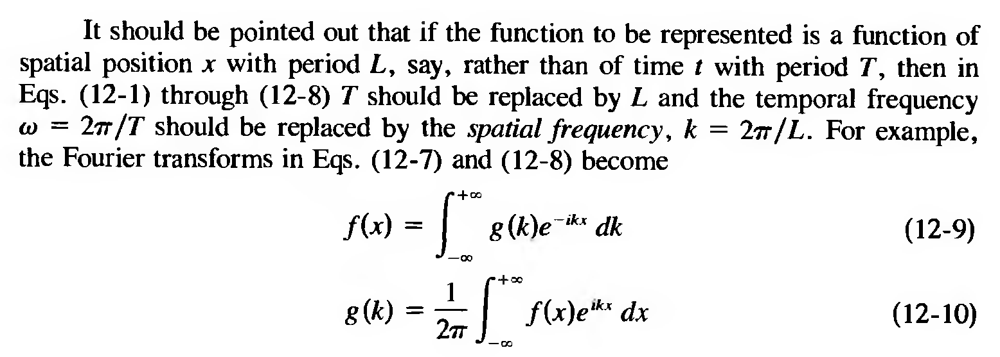 It should be pointed out that if the function to be represented is a function of
spatial position x with period L, say, rather than of time t with period T, then in
Eqs. (12-1) through (12-8) T should be replaced by L and the temporal frequency
ω = 2π/T should be replaced by the spatial frequency, k = 2π/L. For example,
the Fourier transforms in Eqs. (12-7) and (12-8) become
f(x) = ∫_{-∞}^{+∞} g(k)e^{-ikx} dk (12-9)
g(k) = \frac{1}{2π} ∫_{-∞}^{+∞} f(x)e^{ikx} dx (12-10)